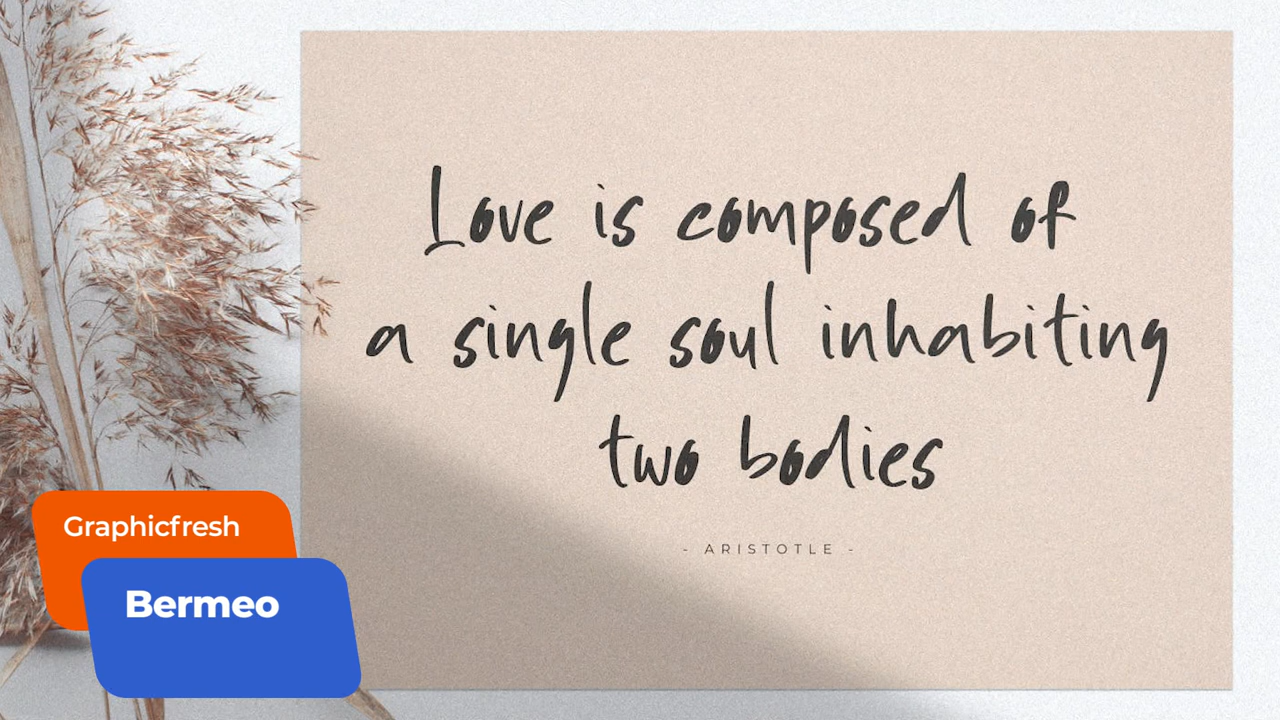 Love is composed of
a single soul inhabiting
two bodies
- ARISTOTLE -
Graphicfresh
Bermeo